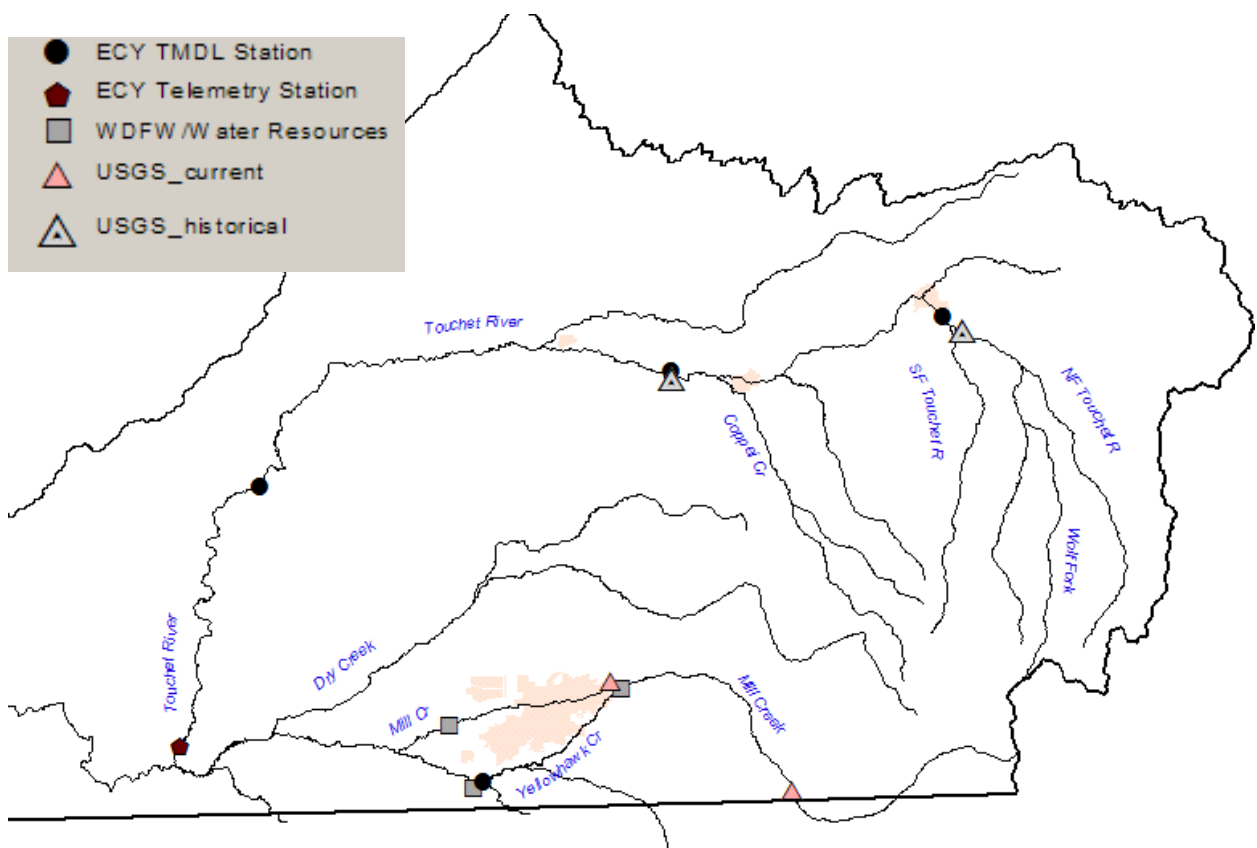 ECY TMDL Station
ECY Telemetry Station
WDFW/Water Resources
USGS_current
USGS_historical
Touchet River
SF Touchet R
NF Touchet R
Coppei Cr
Wolf Fork
Touchet River
Dry Creek
Mill Cr
Mill Creek
Yellowhawk Cr